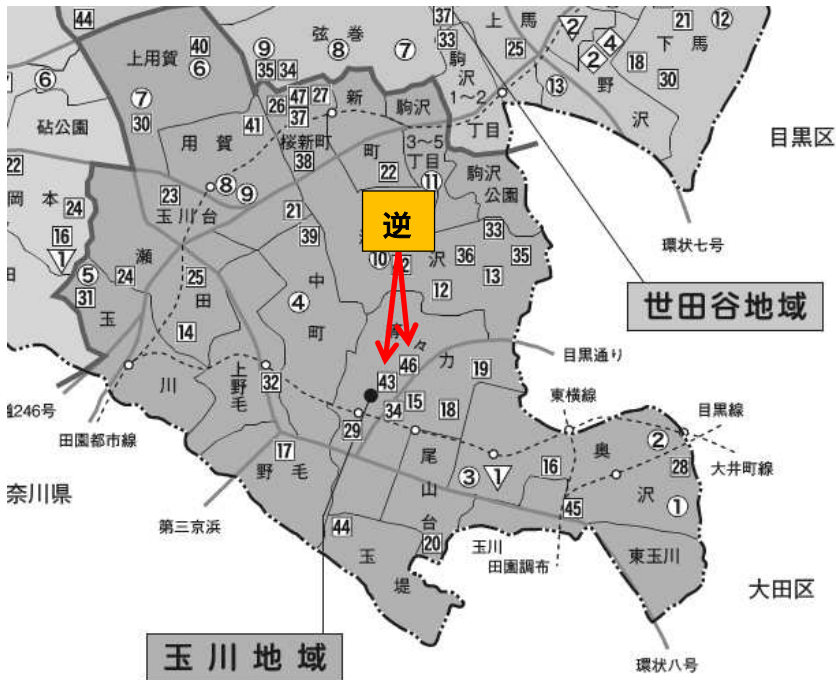 44
上用賀
40
⑥
⑦
30
⑥
砧公園
22
岡本
24
16
1
⑤
31
用賀
41
⑨
弦巻
⑧
⑦
35
34
26
47
27
37
桜新町
38
新町
22
37
33
駒沢
1～2
丁目
上馬
25
2
4
2
21
⑫
下馬
18
30
野沢
⑬
目黒区
駒沢
3～5
丁目
⑪
駒沢
公園
環状七号
世田谷地域
23
⑧
⑨
玉川台
21
39
瀬田
24
25
14
玉川
中町
④
逆
⑩
沢
12
36
33
35
13
力
46
43
19
目黒通り
34
15
18
29
上野毛
32
246号
田園都市線
17
野毛
第三京浜
奈川県
尾山台
20
③
1
16
東横線
目黒線
大井町線
奥沢
②
28
①
45
44
玉堤
玉川
田園調布
東玉川
大田区
環状八号
玉川地域